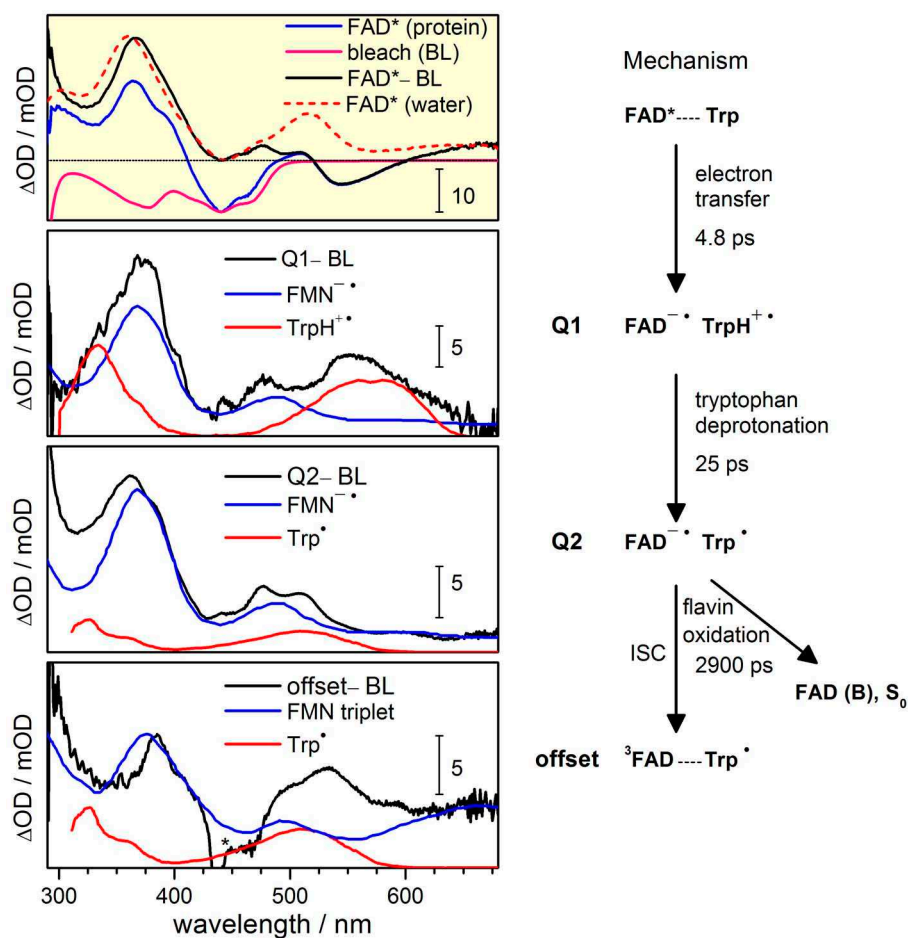 FAD* (protein)
bleach (BL)
FAD*– BL
FAD* (water)
ΔOD / mOD
10
Q1– BL
FMN⁻•
TrpH⁺•
ΔOD / mOD
5
Q2– BL
FMN⁻•
Trp•
ΔOD / mOD
5
offset– BL
FMN triplet
Trp•
ΔOD / mOD
5
*
300 400 500 600
wavelength / nm
Mechanism
FAD*---- Trp
electron
transfer
4.8 ps
Q1 FAD⁻• TrpH⁺•
tryptophan
deprotonation
25 ps
Q2 FAD⁻• Trp•
flavin
ISC oxidation
2900 ps
FAD (B), S₀
offset ³FAD ---- Trp•